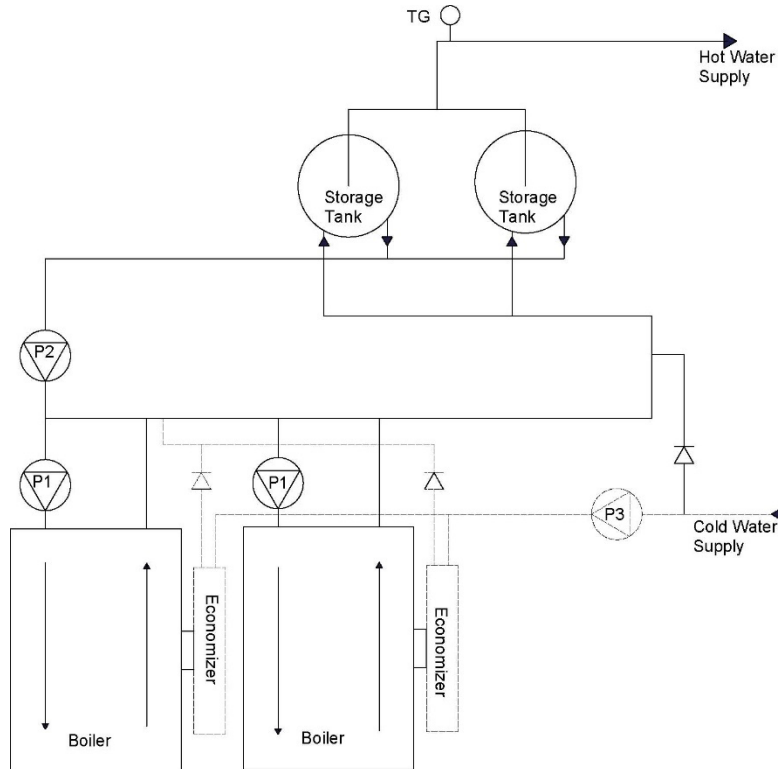 TG
Hot Water
Supply
Storage
Tank
Storage
Tank
P2
P1
P1
P3
Cold Water
Supply
Economizer
Economizer
Boiler
Boiler